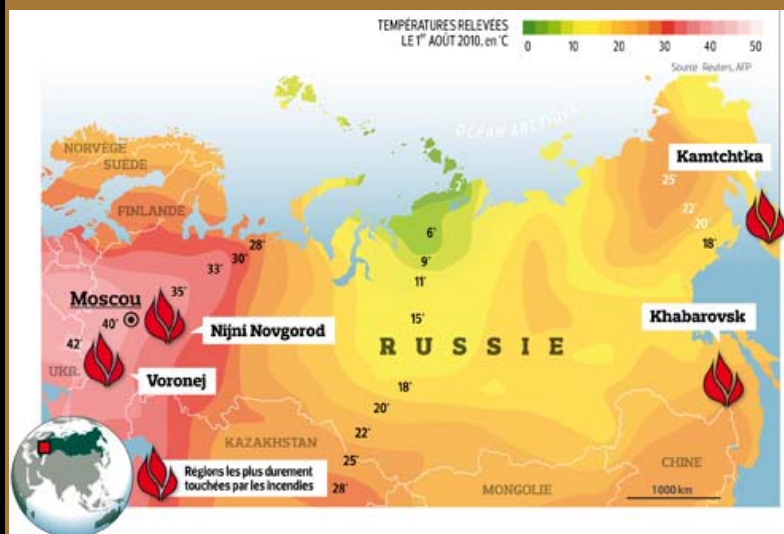 TEMPÉRATURES RELEVÉES
LE 1er AOÛT 2010, en °C
0 10 20 30 40 50
Source Reuters, AFP
OCÉAN ARCTIQUE
NORVÈGE
SUÈDE
FINLANDE
Kamtchtka
25°
22°
20°
18°
2°
6°
9°
11°
15°
18°
20°
22°
25°
28°
28°
30°
33°
35°
Moscou
40°
42°
Nijni Novgorod
UKR.
Voronej
RUSSIE
Khabarovsk
KAZAKHSTAN
MONGOLIE
CHINE
1000 km
Régions les plus durement
touchées par les incendies